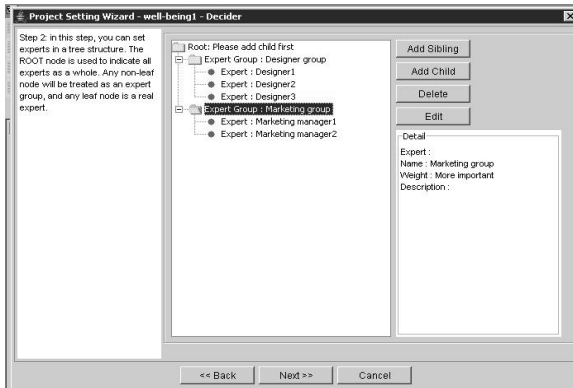 Project Setting Wizard - well-being1 - Decider
Step 2: in this step, you can set
experts in a tree structure. The
ROOT node is used to indicate all
experts as a whole. Any non-leaf
node will be treated as an expert
group, and any leaf node is a real
expert.
Root: Please add child first
Expert Group : Designer group
Expert : Designer1
Expert : Designer2
Expert : Designer3
Expert Group : Marketing group
Expert : Marketing manager1
Expert : Marketing manager2
Add Sibling
Add Child
Delete
Edit
Detail
Expert :
Name : Marketing group
Weight : More important
Description :
<< Back
Next >>
Cancel